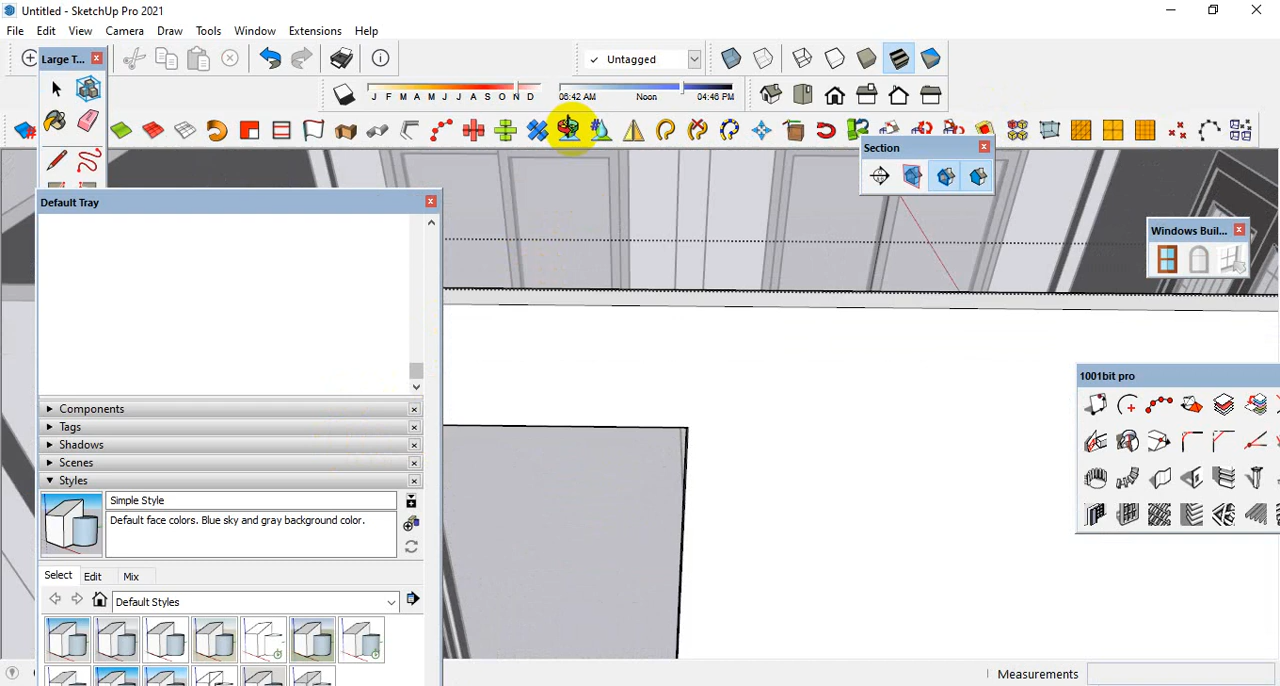 Untitled - SketchUp Pro 2021
File Edit View Camera Draw Tools Window Extensions Help
Large T...
Untagged
J F M A M J J A S O N D
06:42 AM Noon 04:46 PM
Section
Default Tray
Windows Buil...
1001bit pro
Components
Tags
Shadows
Scenes
Styles
Simple Style
Default face colors. Blue sky and gray background color.
Select Edit Mix
Default Styles
Measurements